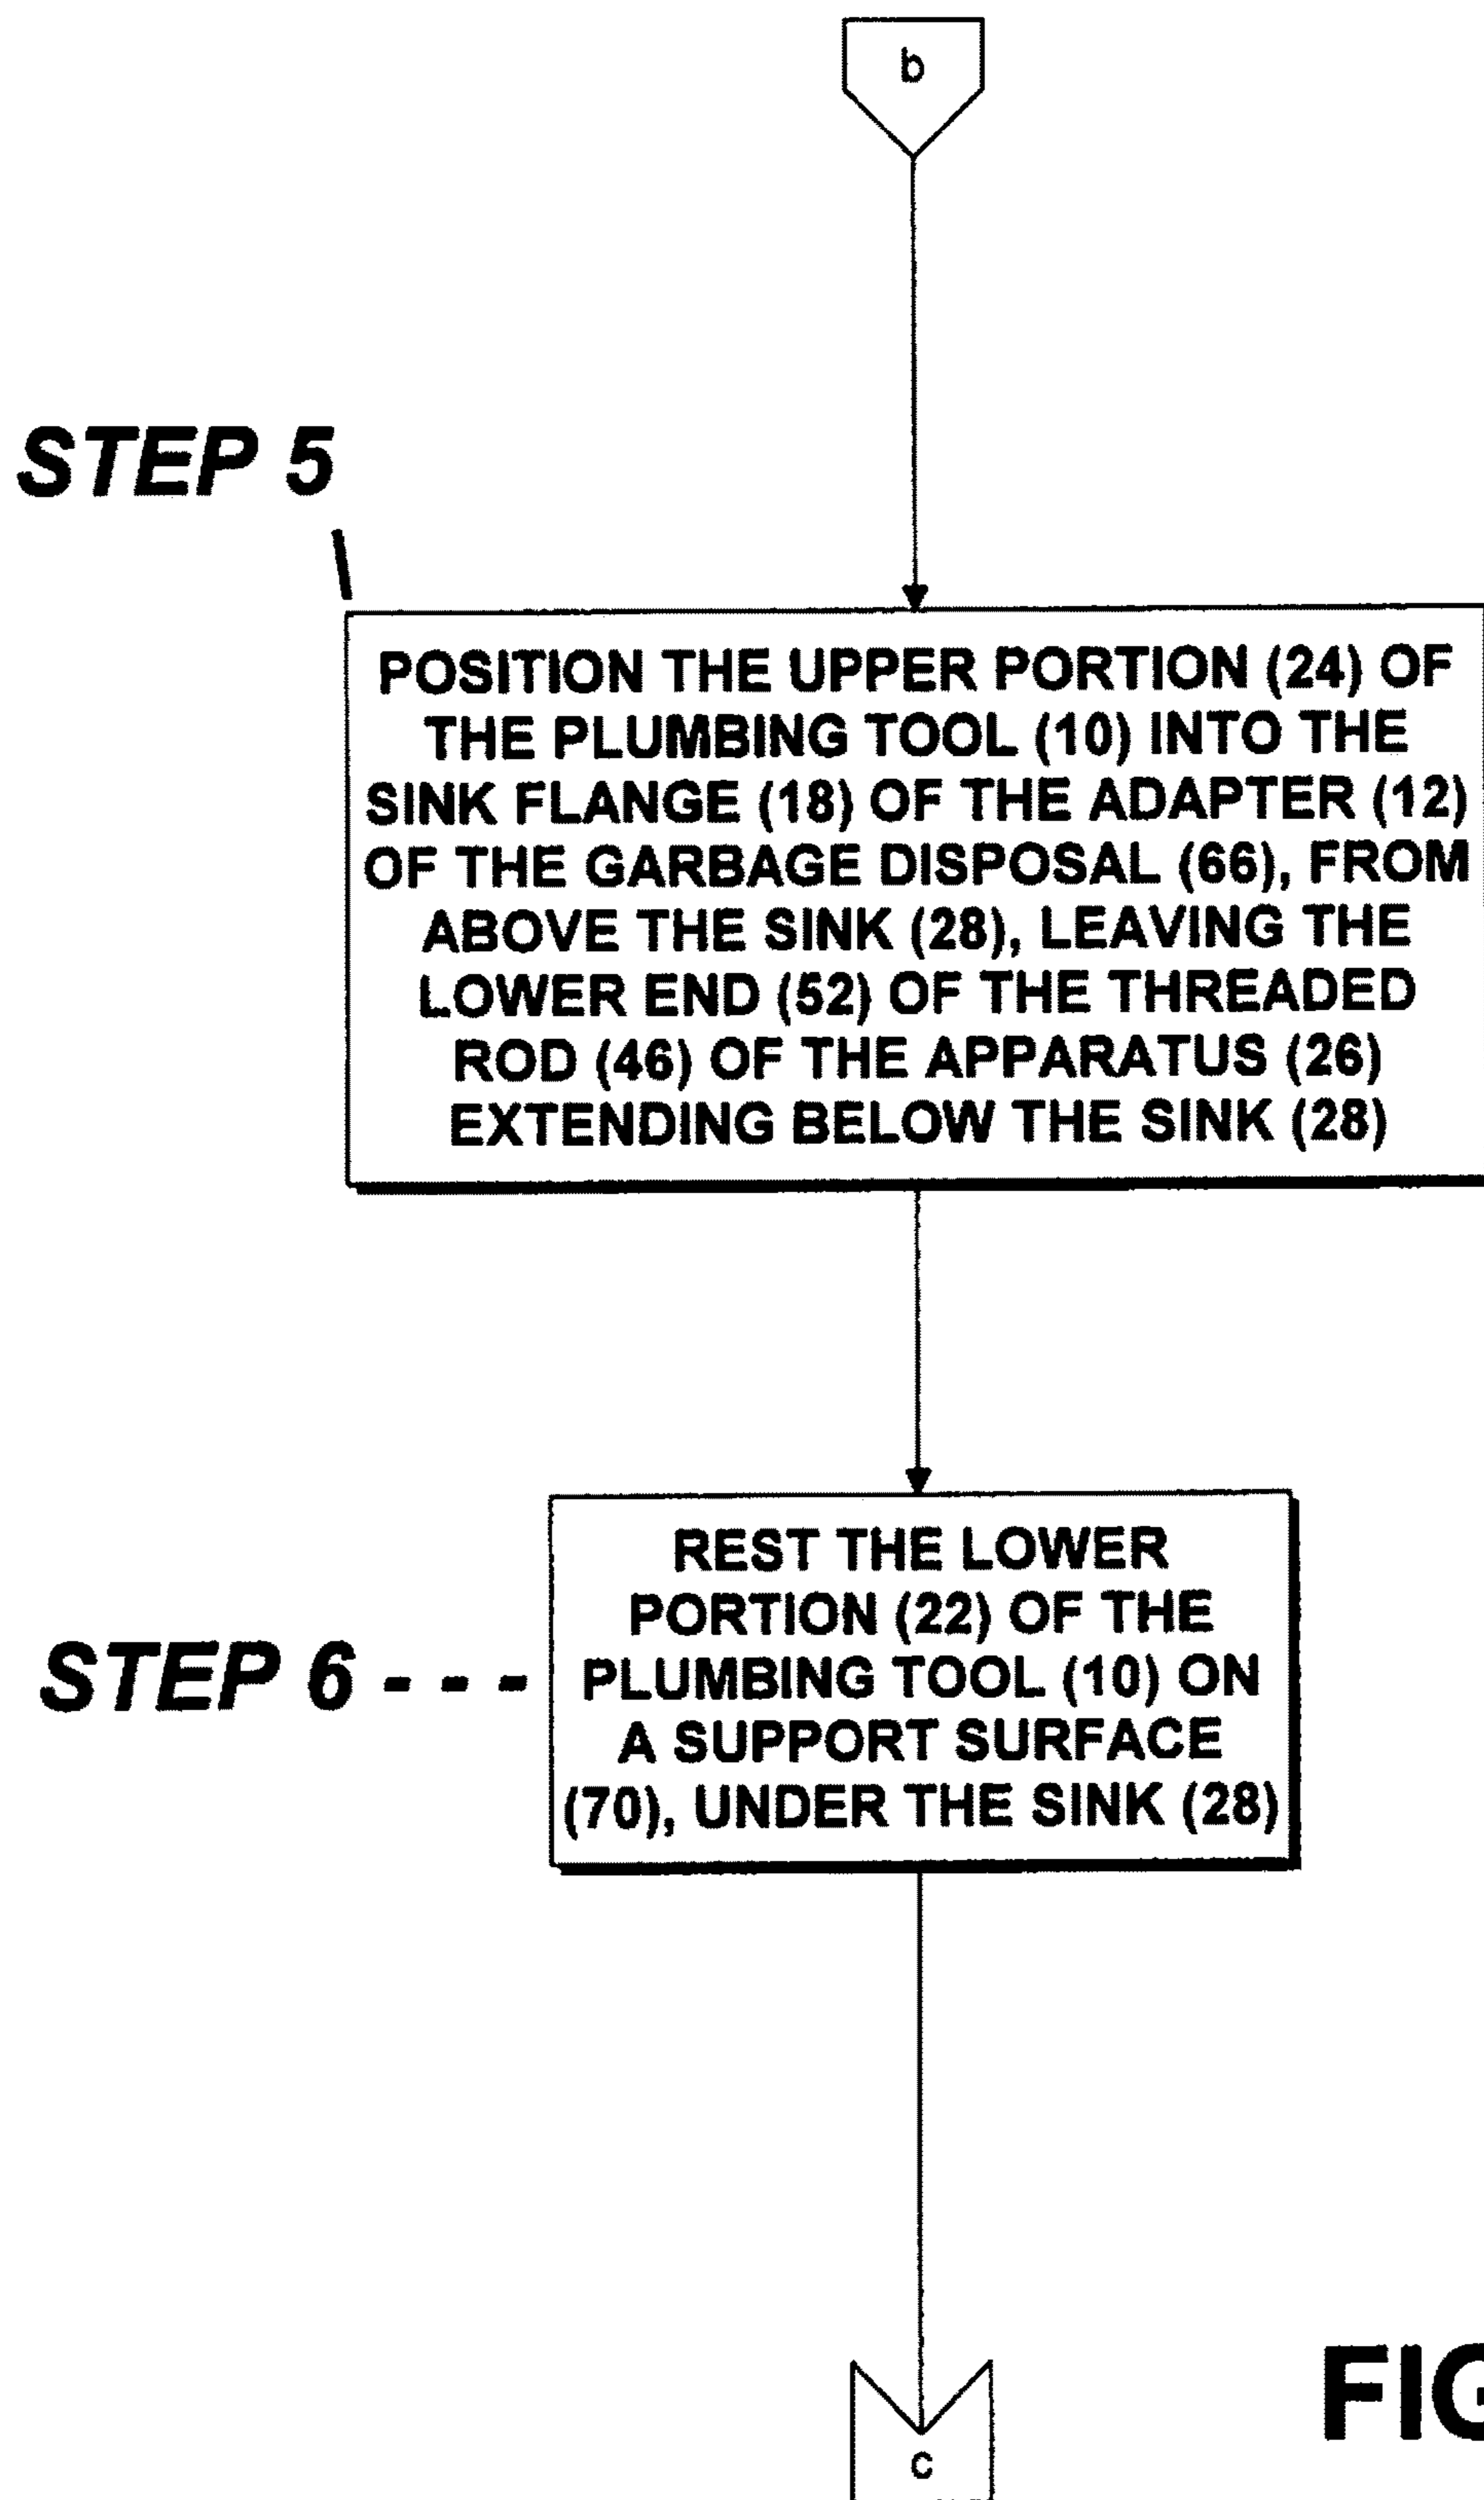 b
STEP 5
POSITION THE UPPER PORTION (24) OF
THE PLUMBING TOOL (10) INTO THE
SINK FLANGE (18) OF THE ADAPTER (12)
OF THE GARBAGE DISPOSAL (66), FROM
ABOVE THE SINK (28), LEAVING THE
LOWER END (52) OF THE THREADED
ROD (46) OF THE APPARATUS (26)
EXTENDING BELOW THE SINK (28)
REST THE LOWER
PORTION (22) OF THE
STEP 6 - - - PLUMBING TOOL (10) ON
A SUPPORT SURFACE
(70), UNDER THE SINK (28)
c